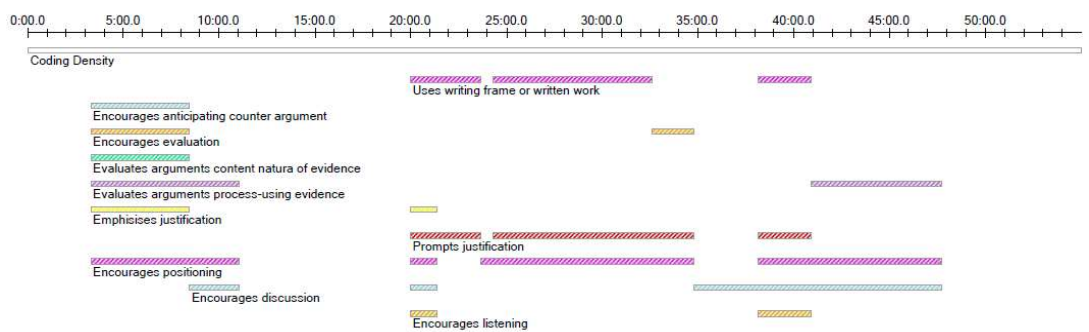 0:00.0 5:00.0 10:00.0 20:00.0 25:00.0 30:00.0 35:00.0 40:00.0 45:00.0 50:00.0
Coding Density
Uses writing frame or written work
Encourages anticipating counter argument
Encourages evaluation
Evaluates arguments content natura of evidence
Evaluates arguments process-using evidence
Emphisises justification
Prompts justification
Encourages positioning
Encourages discussion
Encourages listening